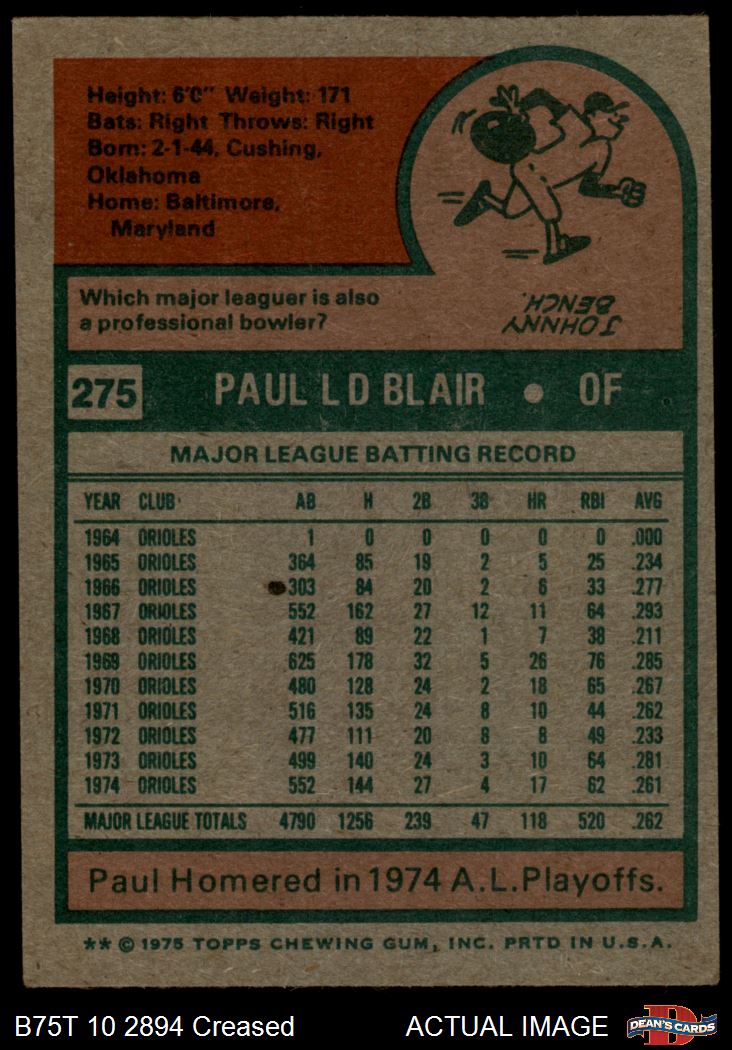 Height: 6'0" Weight: 171
Bats: Right Throws: Right
Born: 2-1-44, Cushing,
Oklahoma
Home: Baltimore,
Maryland
Which major leaguer is also
a professional bowler?
JOHNNY
BENCH.
275 PAUL L D BLAIR • OF
MAJOR LEAGUE BATTING RECORD
YEAR CLUB AB H 2B 3B HR RBI AVG
1964 ORIOLES 1 0 0 0 0 0 .000
1965 ORIOLES 364 85 19 2 5 25 .234
1966 ORIOLES 303 84 20 2 6 33 .277
1967 ORIOLES 552 162 27 12 11 64 .293
1968 ORIOLES 421 89 22 1 7 38 .211
1969 ORIOLES 625 178 32 5 26 76 .285
1970 ORIOLES 480 128 24 2 18 65 .267
1971 ORIOLES 516 135 24 8 10 44 .262
1972 ORIOLES 477 111 20 8 8 49 .233
1973 ORIOLES 499 140 24 3 10 64 .281
1974 ORIOLES 552 144 27 4 17 62 .261
MAJOR LEAGUE TOTALS 4790 1256 239 47 118 520 .262
Paul Homered in 1974 A.L. Playoffs.
** © 1975 TOPPS CHEWING GUM, INC. PRTD IN U.S.A.
B75T 10 2894 Creased ACTUAL IMAGE
D
DEAN'S CARDS